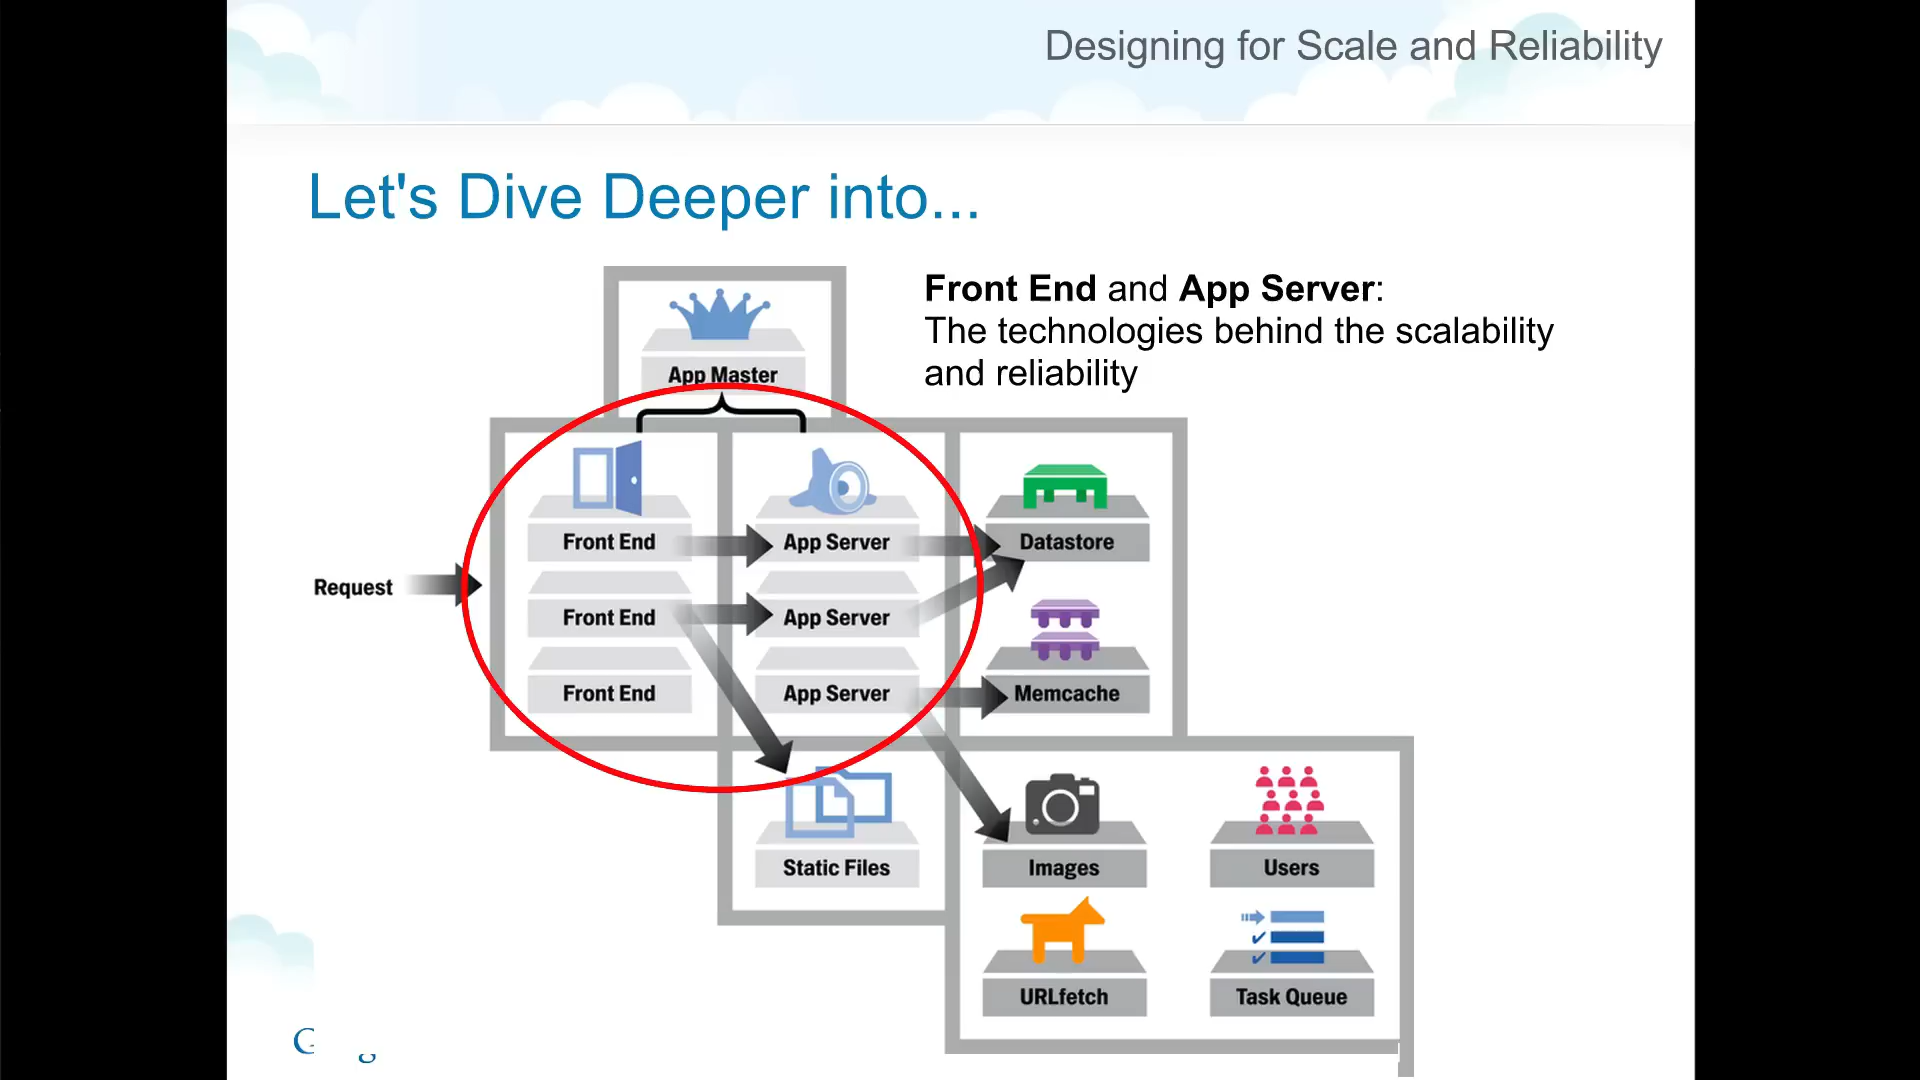 Designing for Scale and Reliability
Let's Dive Deeper into...
Front End and App Server:
The technologies behind the scalability
and reliability
App Master
Request
Front End
App Server
Datastore
Front End
App Server
Front End
App Server
Memcache
Static Files
Images
Users
URLfetch
Task Queue